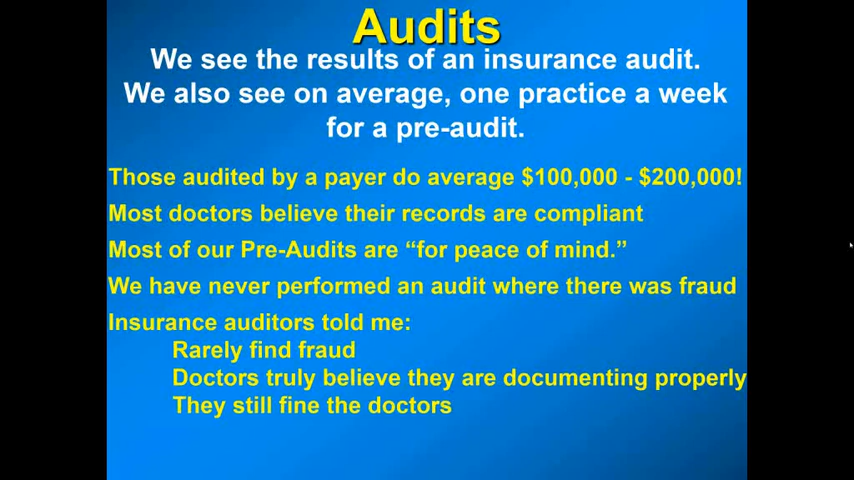 Audits
We see the results of an insurance audit.
We also see on average, one practice a week
for a pre-audit.
Those audited by a payer do average $100,000 - $200,000!
Most doctors believe their records are compliant
Most of our Pre-Audits are “for peace of mind.”
We have never performed an audit where there was fraud
Insurance auditors told me:
Rarely find fraud
Doctors truly believe they are documenting properly
They still fine the doctors